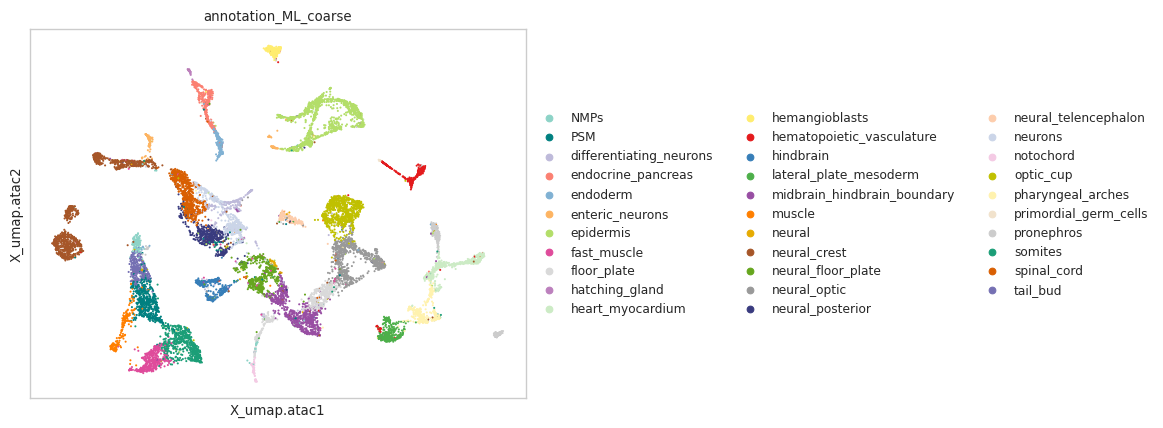 annotation_ML_coarse
X_umap.atac2
X_umap.atac1
NMPs
PSM
differentiating_neurons
endocrine_pancreas
endoderm
enteric_neurons
epidermis
fast_muscle
floor_plate
hatching_gland
heart_myocardium
hemangioblasts
hematopoietic_vasculature
hindbrain
lateral_plate_mesoderm
midbrain_hindbrain_boundary
muscle
neural
neural_crest
neural_floor_plate
neural_optic
neural_posterior
neural_telencephalon
neurons
notochord
optic_cup
pharyngeal_arches
primordial_germ_cells
pronephros
somites
spinal_cord
tail_bud